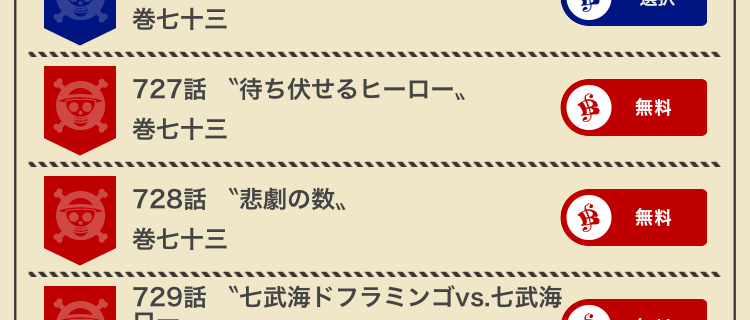 巻七十三
選択
727話 〝待ち伏せるヒーロー〟
巻七十三
無料
728話 〝悲劇の数〟
巻七十三
無料
729話 〝七武海ドフラミンゴvs.七武海